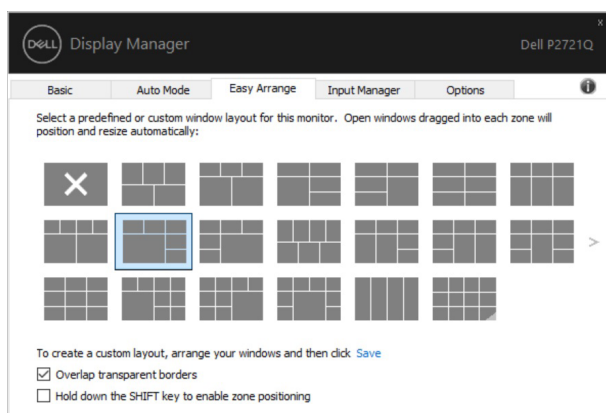 x
DELL Display Manager Dell P2721Q
Basic Auto Mode Easy Arrange Input Manager Options i
Select a predefined or custom window layout for this monitor. Open windows dragged into each zone will
position and resize automatically:
>
To create a custom layout, arrange your windows and then click Save
Overlap transparent borders
Hold down the SHIFT key to enable zone positioning